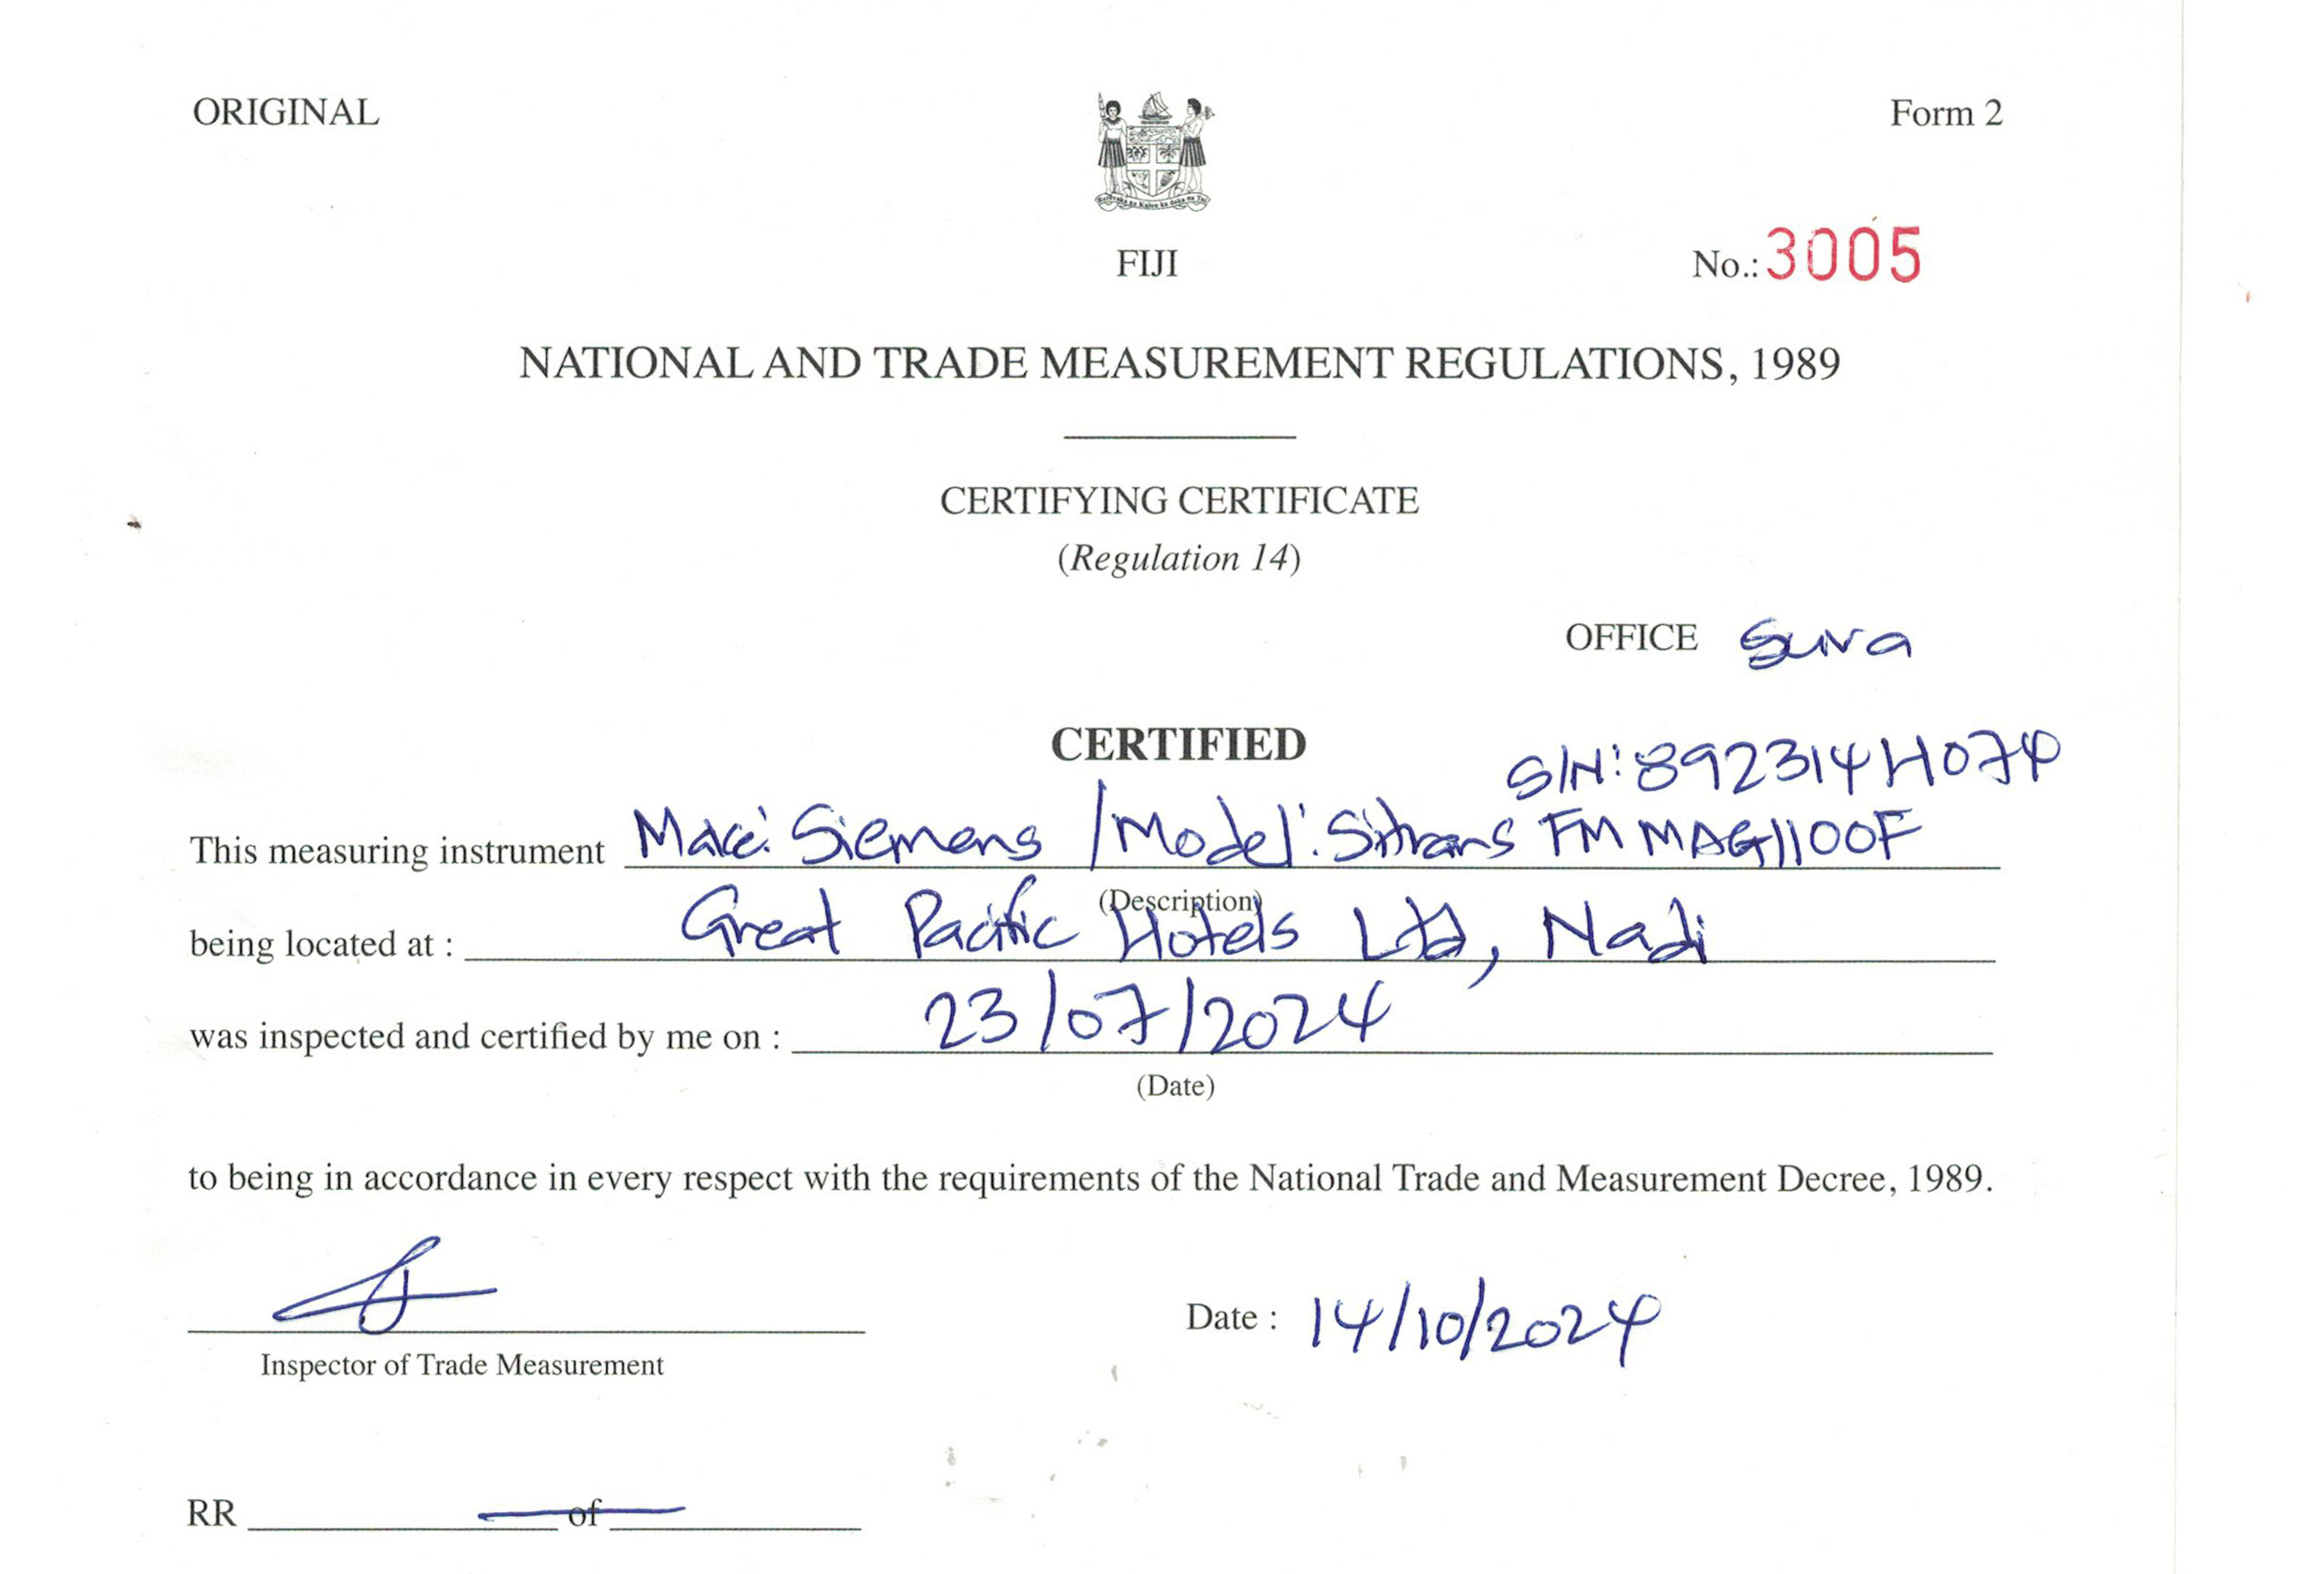 ORIGINAL
Form 2
FIJI
No.: 3005
NATIONAL AND TRADE MEASUREMENT REGULATIONS, 1989
CERTIFYING CERTIFICATE
(Regulation 14)
OFFICE Suva
CERTIFIED
S/N: 892314H074
This measuring instrument Make: Siemens / Model: Sitrans FM MAG1100F
(Description)
being located at : Great Pacific Hotels Ltd, Nadi
was inspected and certified by me on : 23/07/2024
(Date)
to being in accordance in every respect with the requirements of the National Trade and Measurement Decree, 1989.
Date : 14/10/2024
Inspector of Trade Measurement
RR of